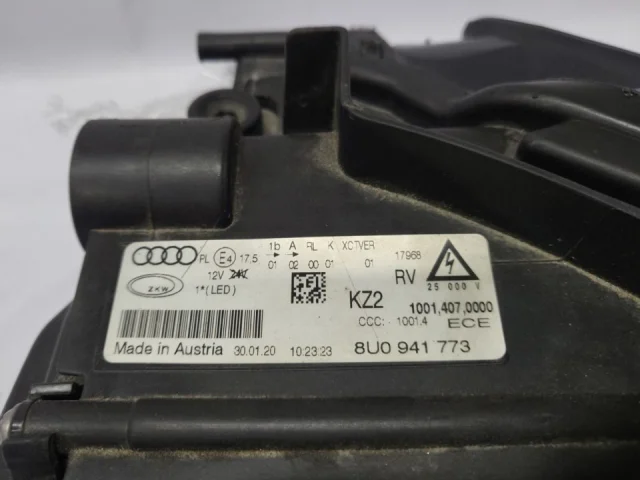 1b A RL K XC7VER
PL E4 17,5 01 02 00 01 01 17968
12V 24V RV
ZKW 1*(LED) 25 000 V
KZ2 1001,407,0000
CCC: 1001.4 ECE
Made in Austria 30.01.20 10:23:23 8U0 941 773